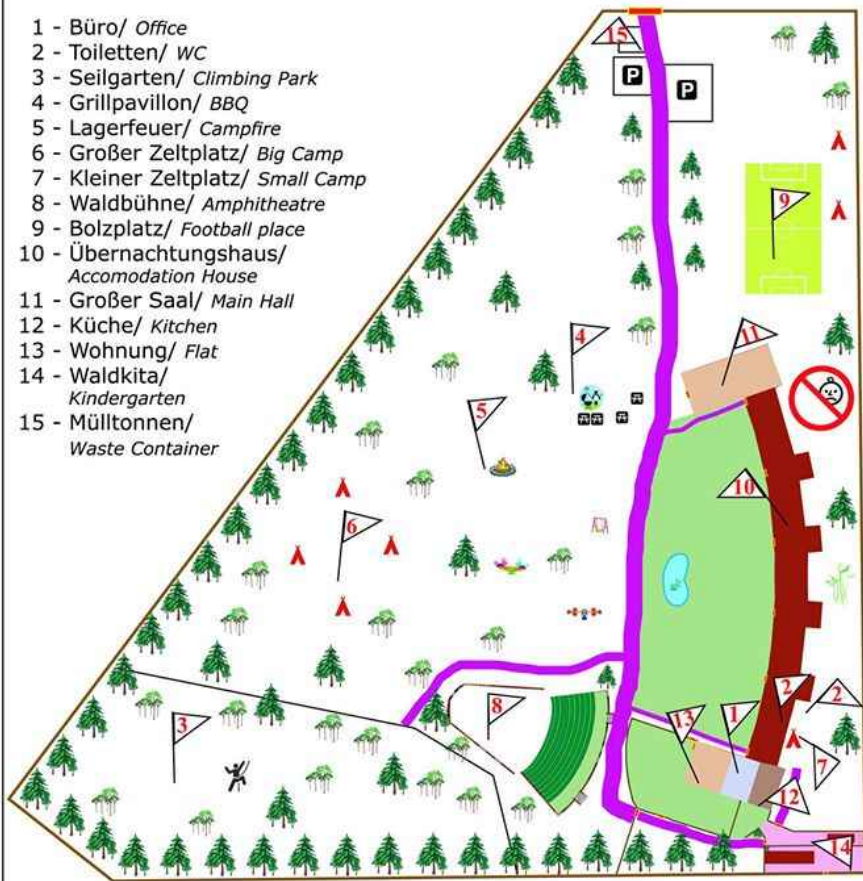 1 - Büro/ Office
2 - Toiletten/ WC
3 - Seilgarten/ Climbing Park
4 - Grillpavillon/ BBQ
5 - Lagerfeuer/ Campfire
6 - Großer Zeltplatz/ Big Camp
7 - Kleiner Zeltplatz/ Small Camp
8 - Waldbühne/ Amphitheatre
9 - Bolzplatz/ Football place
10 - Übernachtungshaus/
Accomodation House
11 - Großer Saal/ Main Hall
12 - Küche/ Kitchen
13 - Wohnung/ Flat
14 - Waldkita/
Kindergarten
15 - Mülltonnen/
Waste Container
15
P
P
9
4
11
5
10
6
2
2
8
13
1
3
7
12
14